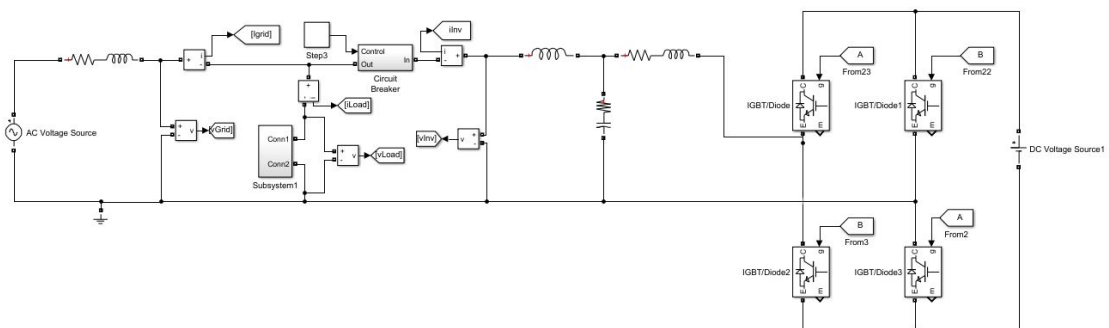 [Igrid]
iInv
Step3
Control
Out
In
Circuit
Breaker
+
-
i
AC Voltage Source
v
[vGrid]
[iLoad]
Conn1
Conn2
Subsystem1
[vLoad]
[vInv]
A
From23
B
From22
IGBT/Diode
IGBT/Diode1
C
g
E
m
DC Voltage Source1
B
From3
A
From2
IGBT/Diode2
IGBT/Diode3
C
g
E
m